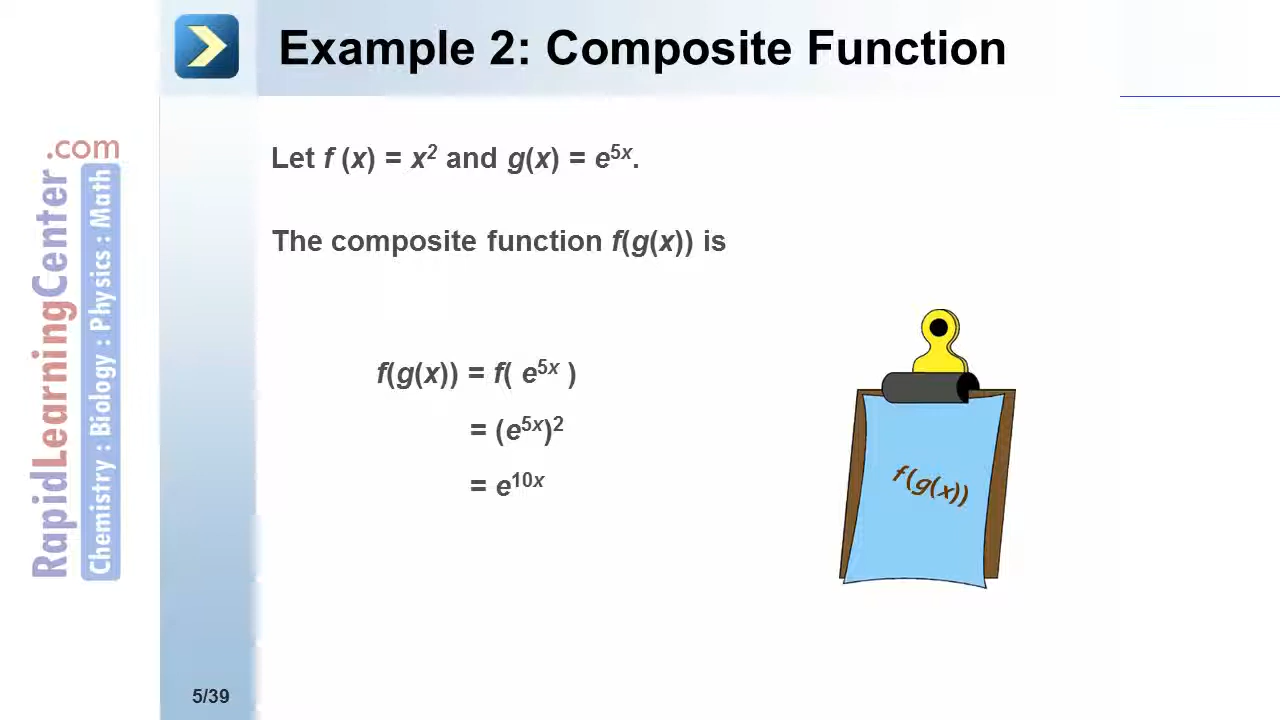 Example 2: Composite Function
.com
RapidLearningCenter
Chemistry : Biology : Physics : Math
Let f (x) = x² and g(x) = e⁵ˣ.
The composite function f(g(x)) is
f(g(x)) = f( e⁵ˣ )
= (e⁵ˣ)²
= e¹⁰ˣ
f(g(x))
5/39